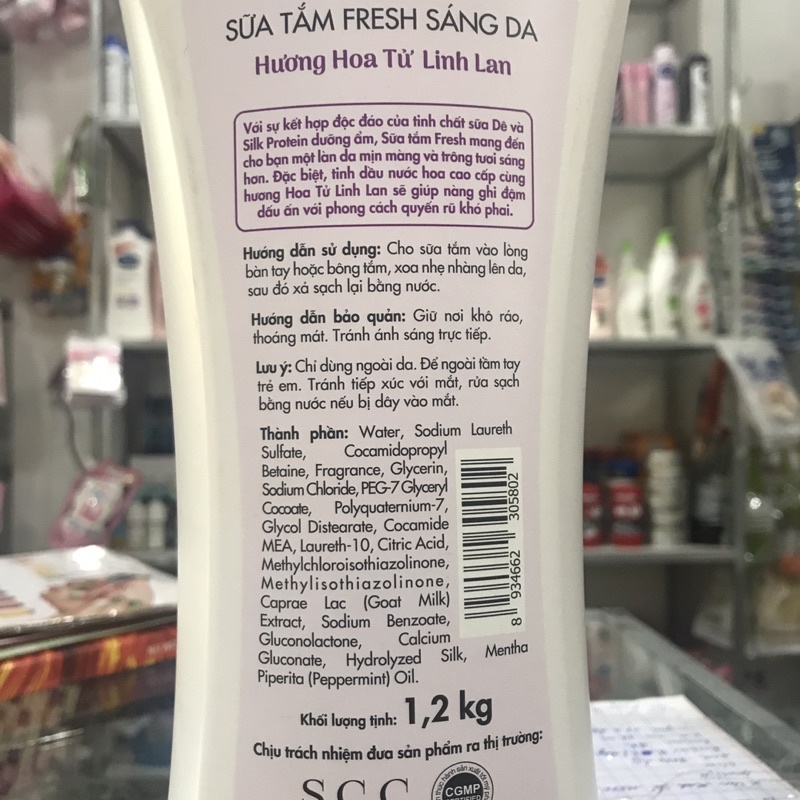 SỮA TẮM FRESH SÁNG DA
Hương Hoa Tử Linh Lan
Với sự kết hợp độc đáo của tinh chất sữa Dê và
Silk Protein dưỡng ẩm, Sữa tắm Fresh mang đến
cho bạn một làn da mịn màng và trông tươi sáng
hơn. Đặc biệt, tinh dầu nước hoa cao cấp cùng
hương Hoa Tử Linh Lan sẽ giúp nàng ghi đậm
dấu ấn với phong cách quyến rũ khó phai.
Hướng dẫn sử dụng: Cho sữa tắm vào lòng
bàn tay hoặc bông tắm, xoa nhẹ nhàng lên da,
sau đó xả sạch lại bằng nước.
Hướng dẫn bảo quản: Giữ nơi khô ráo,
thoáng mát. Tránh ánh sáng trực tiếp.
Lưu ý: Chỉ dùng ngoài da. Để ngoài tầm tay
trẻ em. Tránh tiếp xúc với mắt, rửa sạch
bằng nước nếu bị dây vào mắt.
Thành phần: Water, Sodium Laureth
Sulfate, Cocamidopropyl
Betaine, Fragrance, Glycerin,
Sodium Chloride, PEG-7 Glyceryl
Cocoate, Polyquaternium-7,
Glycol Distearate, Cocamide
MEA, Laureth-10, Citric Acid,
Methylchloroisothiazolinone,
Methylisothiazolinone,
Caprae Lac (Goat Milk)
Extract, Sodium Benzoate,
Gluconolactone, Calcium
Gluconate, Hydrolyzed Silk, Mentha
Piperita (Peppermint) Oil.
8 934662 305802
Khối lượng tịnh: 1,2 kg
Chịu trách nhiệm đưa sản phẩm ra thị trường:
SCC
CGMP